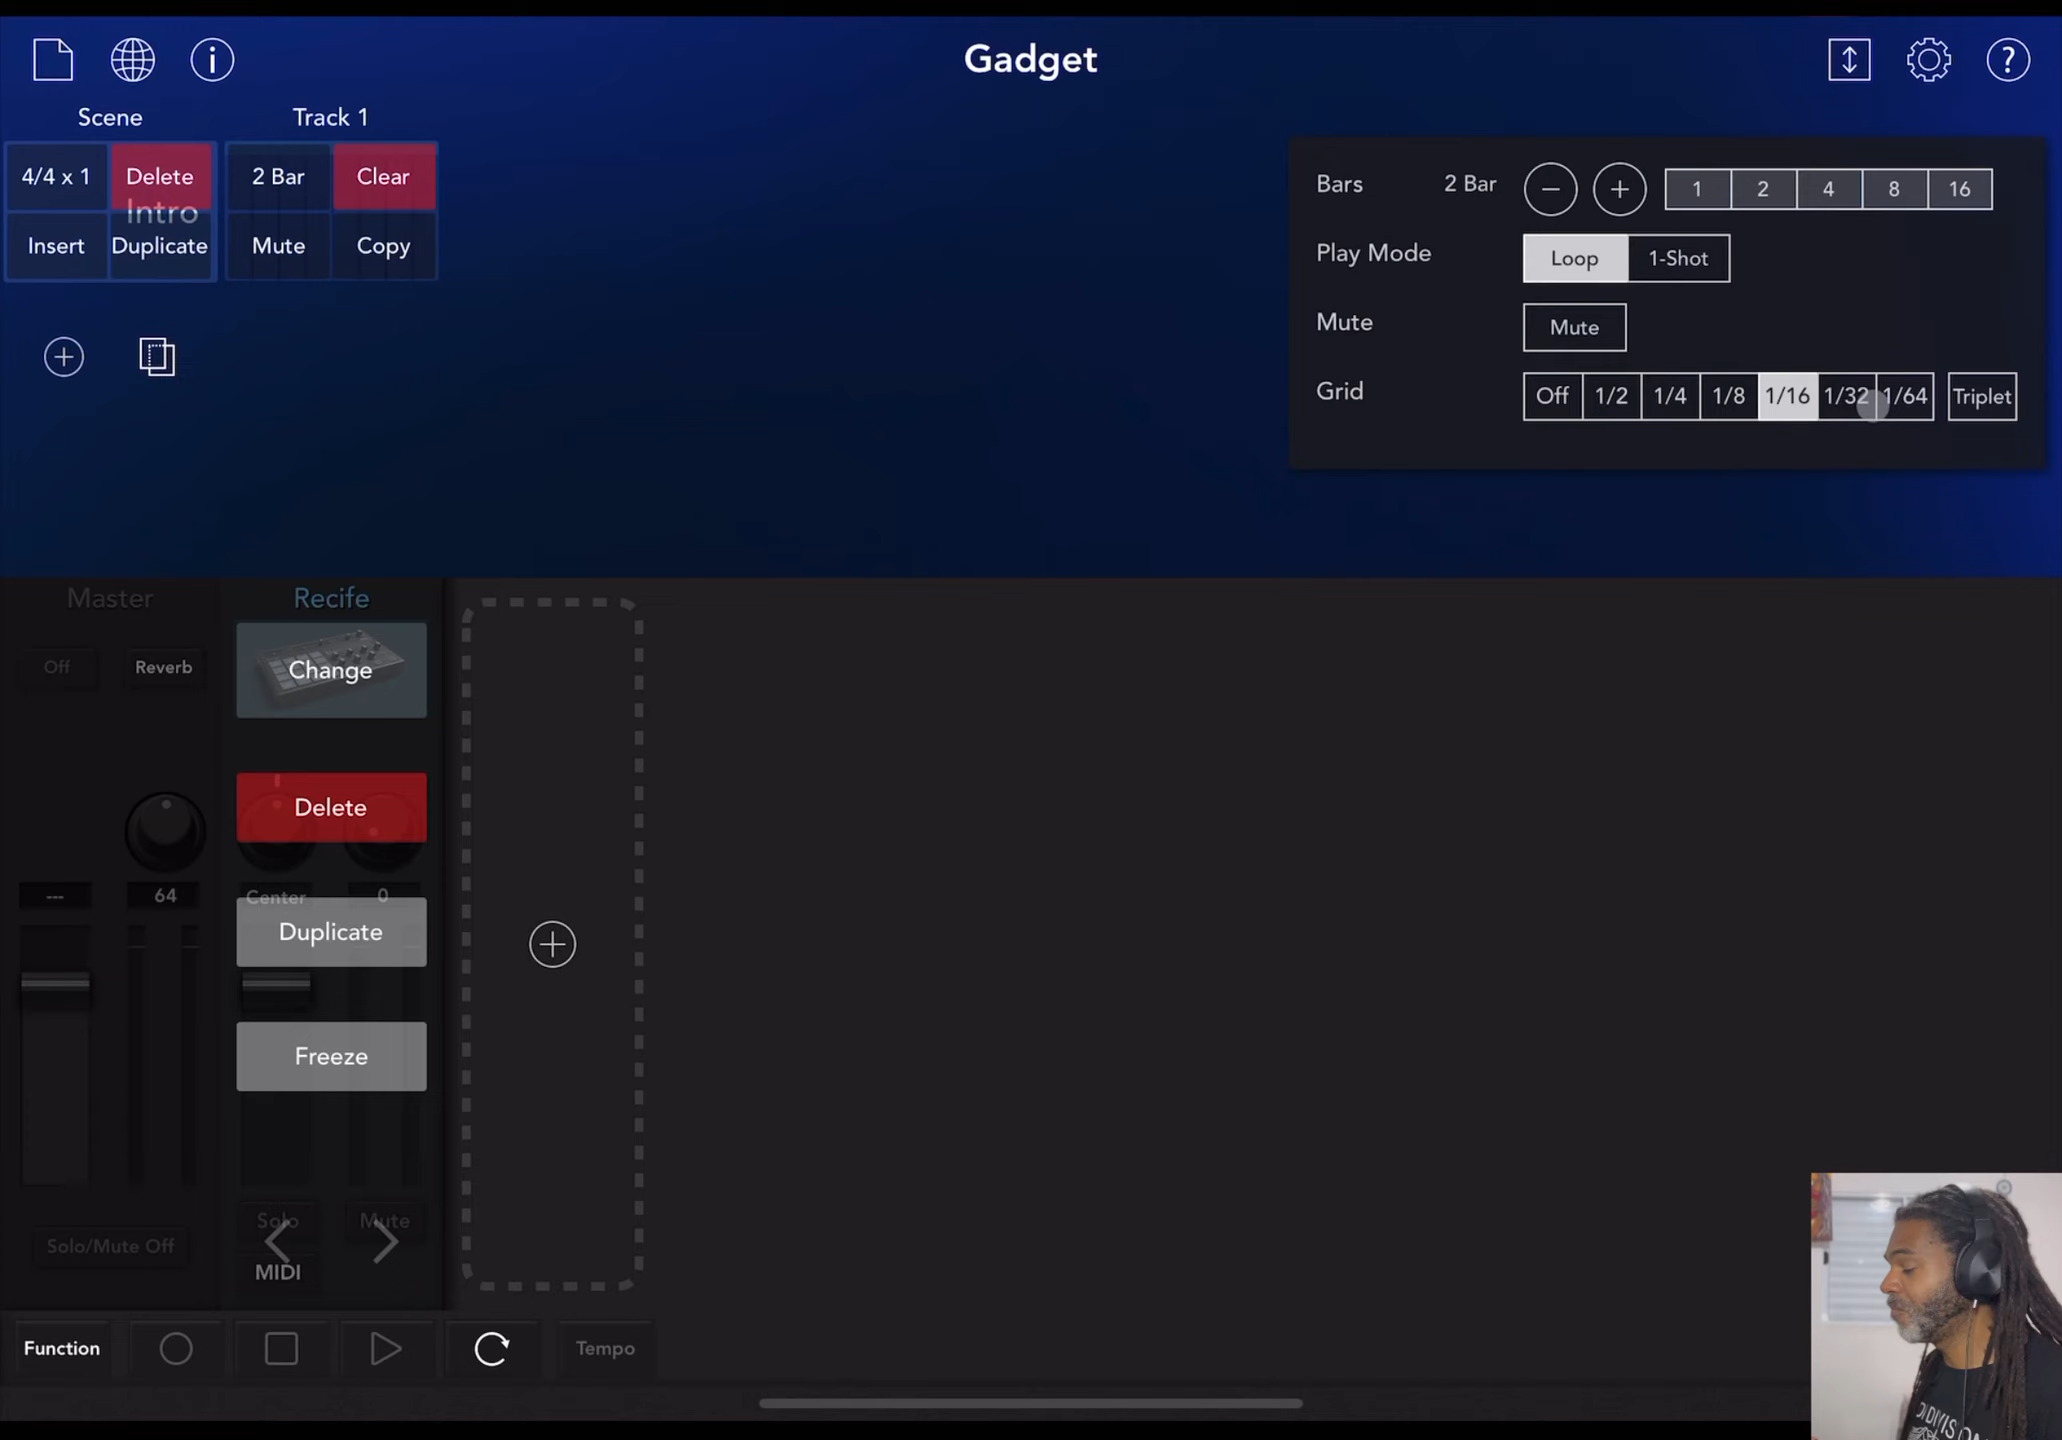 Gadget
Scene
Track 1
4/4 x 1
Delete
2 Bar
Clear
Intro
Insert
Duplicate
Mute
Copy
Bars
2 Bar
1
2
4
8
16
Play Mode
Loop
1-Shot
Mute
Mute
Grid
Off
1/2
1/4
1/8
1/16
1/32
1/64
Triplet
Master
Recife
Off
Reverb
Change
Delete
---
64
Center
0
Duplicate
Freeze
Solo
Mute
Solo/Mute Off
MIDI
Function
Tempo